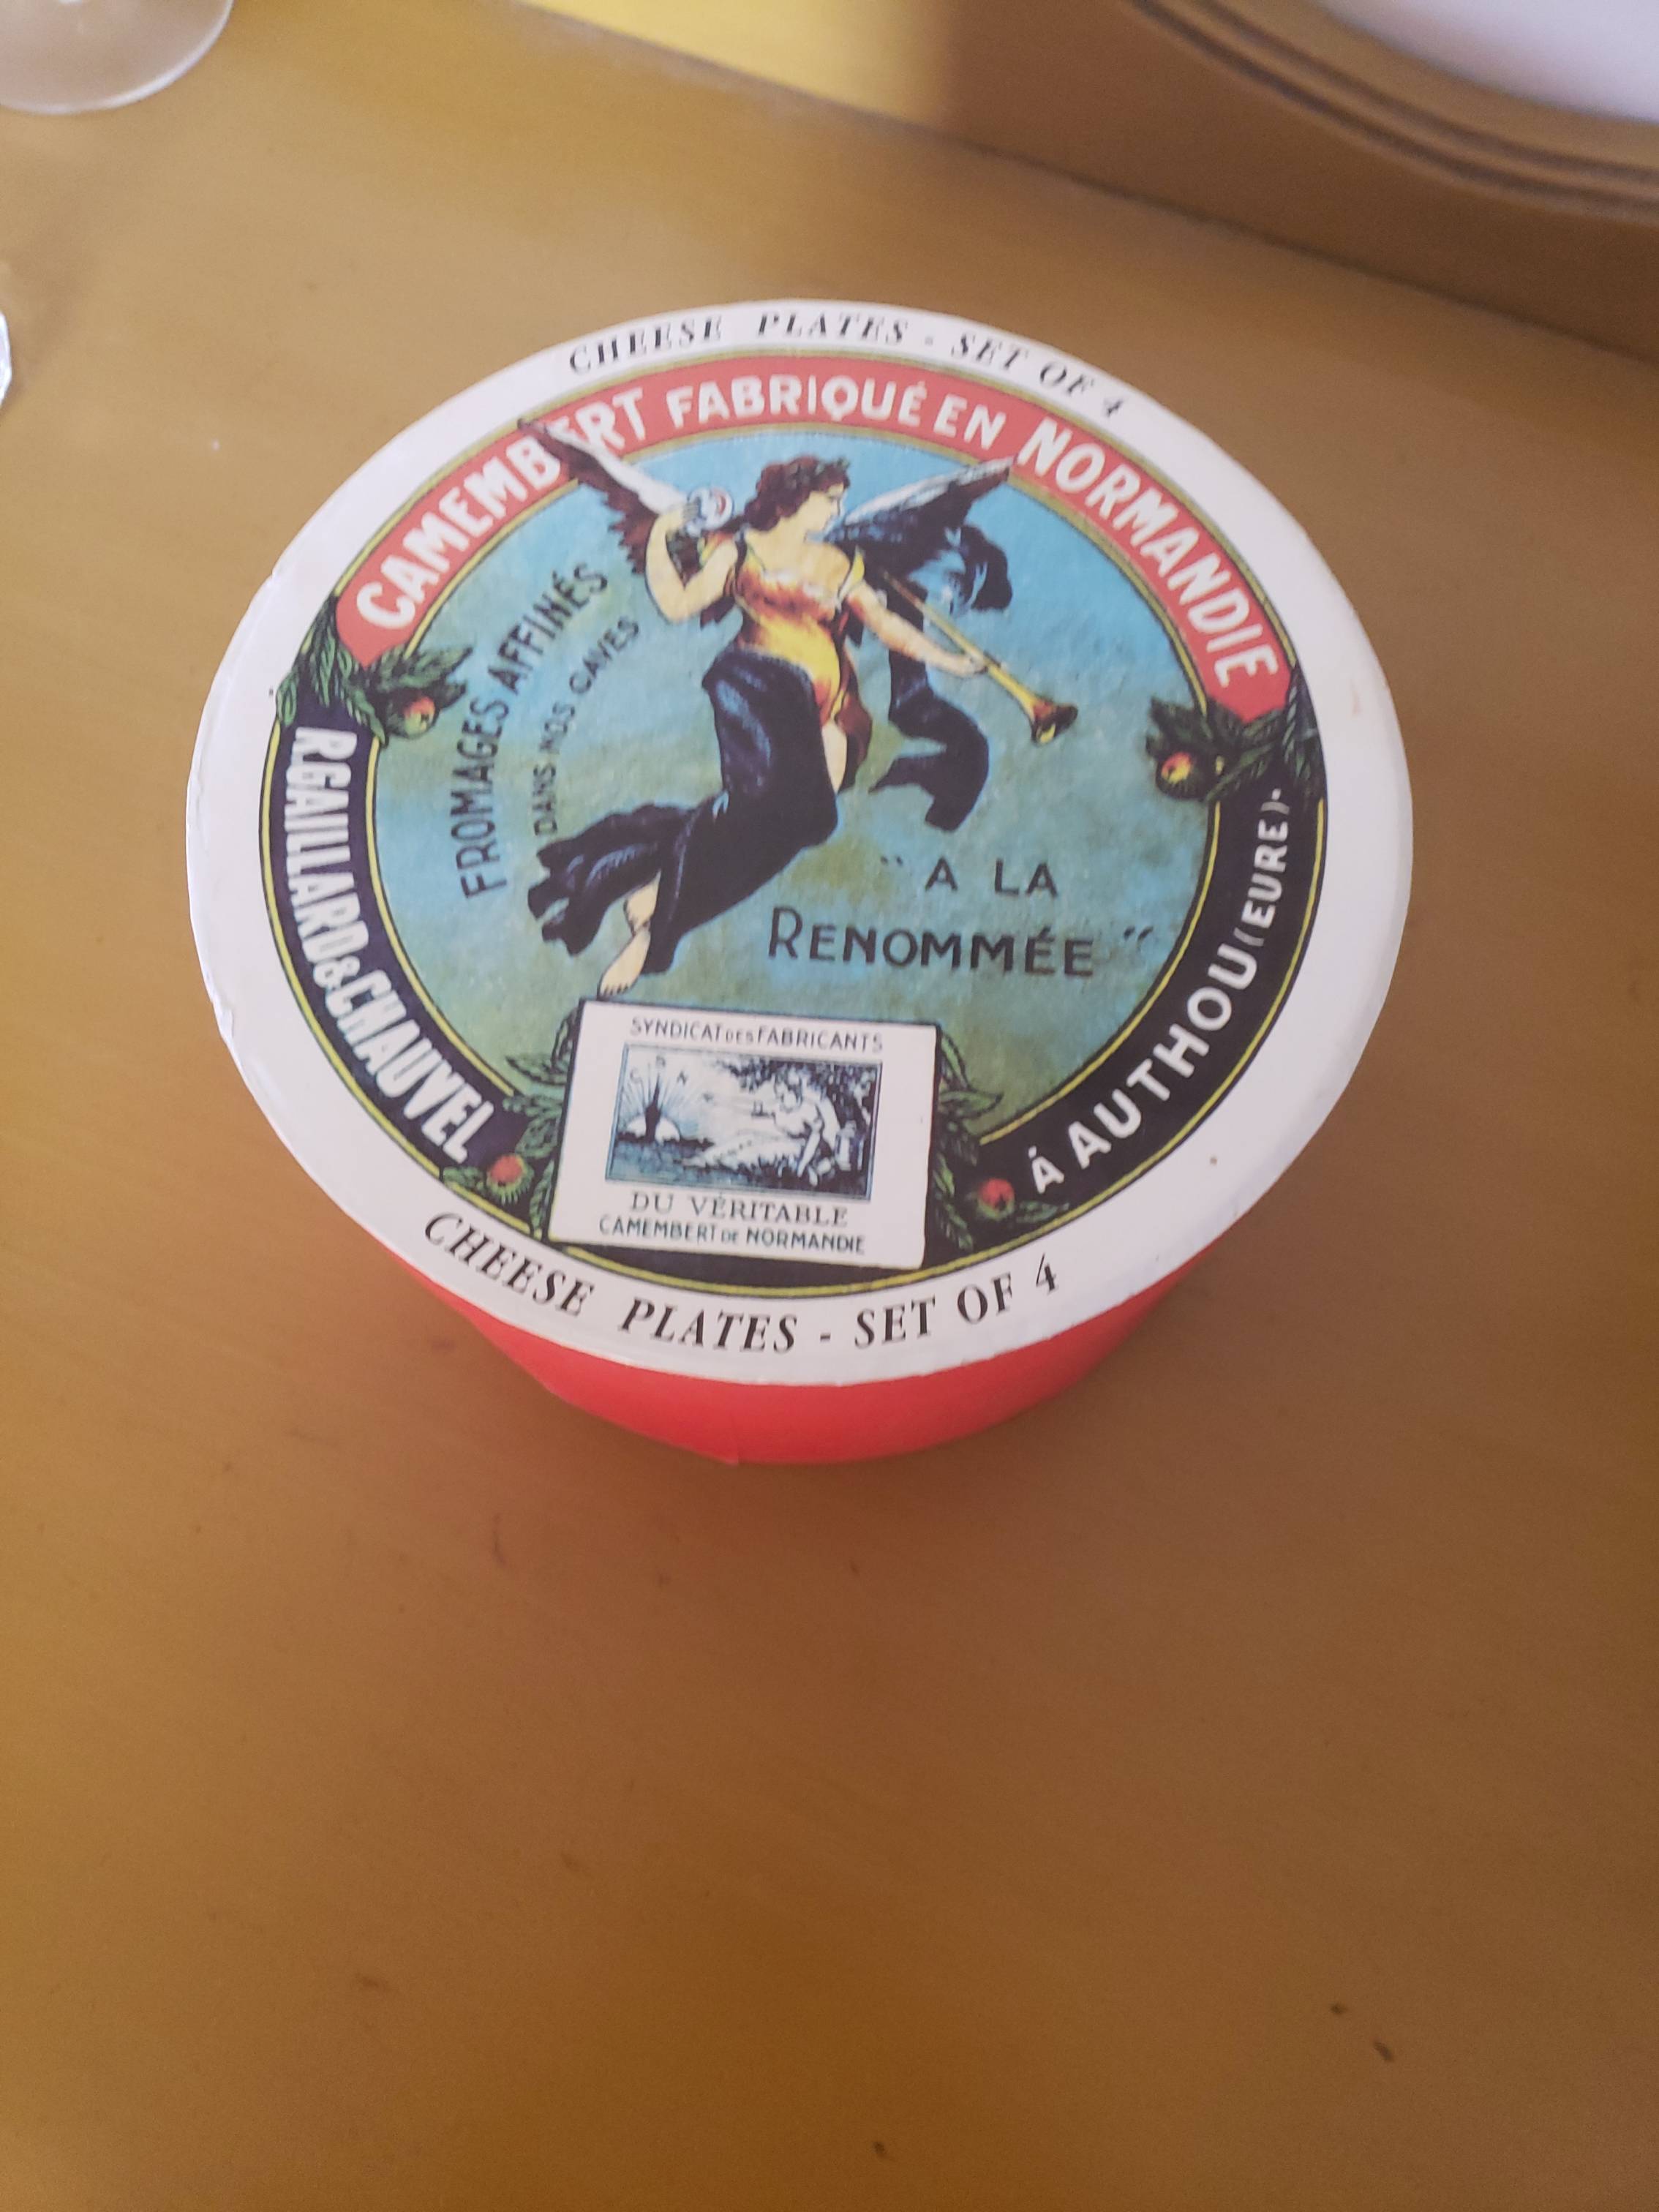 CHEESE PLATES - SET OF 4
CAMEMBERT FABRIQUÉ EN NORMANDIE
FROMAGES AFFINÉS
DANS NOS CAVES
"A LA
RENOMMÉE"
R.GAILLARD & CHAUVEL
À AUTHOU (EURE).
SYNDICAT DES FABRICANTS
DU VÉRITABLE
CAMEMBERT DE NORMANDIE
CHEESE PLATES - SET OF 4